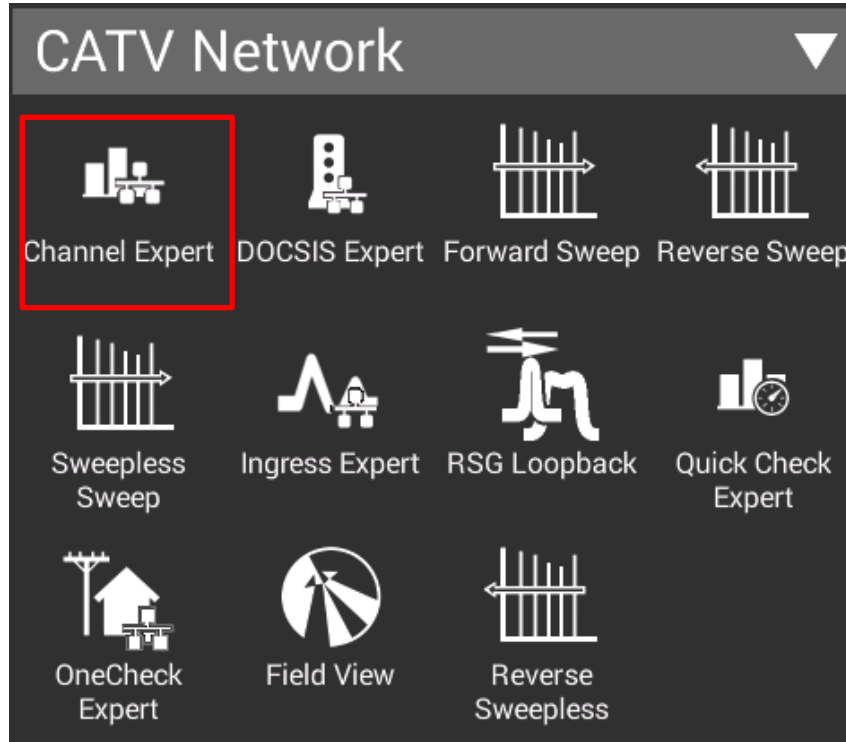 CATV Network
Channel Expert
DOCSIS Expert
Forward Sweep
Reverse Sweep
Sweepless
Sweep
Ingress Expert
RSG Loopback
Quick Check
Expert
OneCheck
Expert
Field View
Reverse
Sweepless